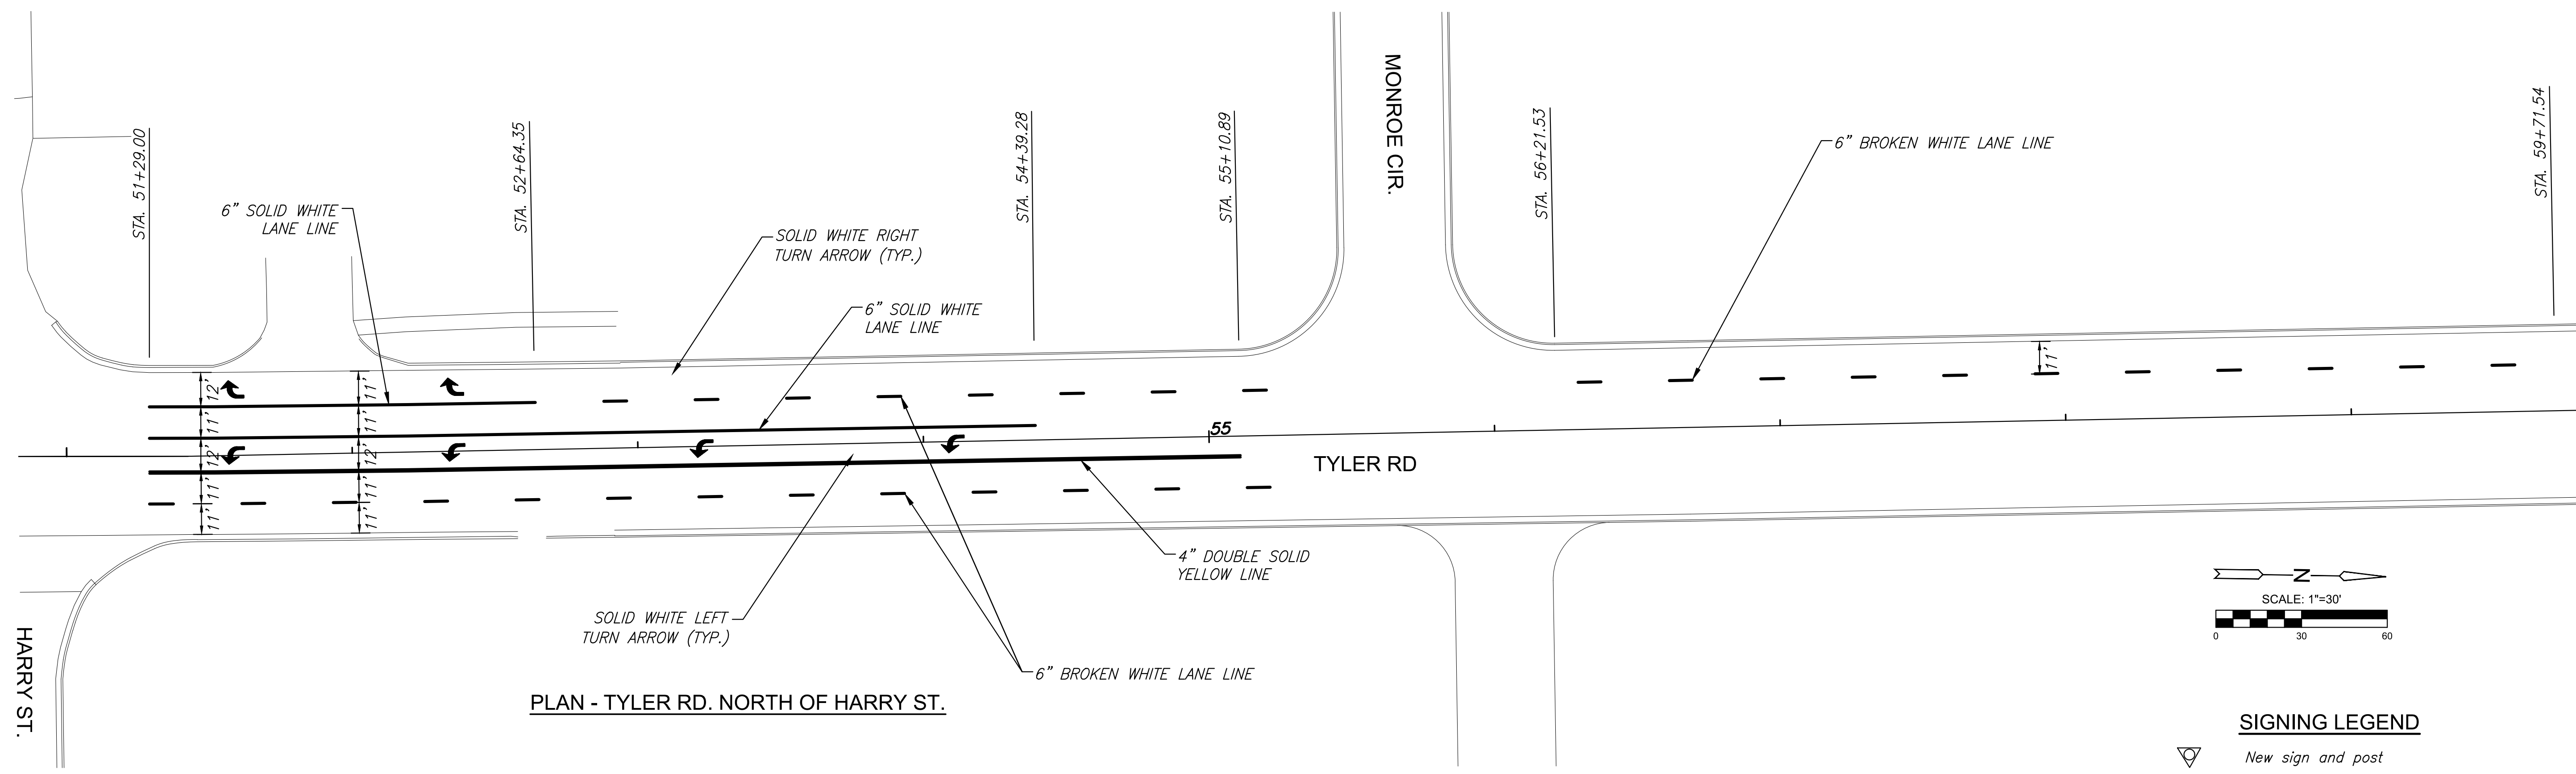 STA. 51+29.00
STA. 52+64.35
STA. 54+39.28
STA. 55+10.89
MONROE CIR.
STA. 56+21.53
STA. 59+71.54
6" SOLID WHITE
LANE LINE
SOLID WHITE RIGHT
TURN ARROW (TYP.)
6" SOLID WHITE
LANE LINE
6" BROKEN WHITE LANE LINE
12'
11'
12'
11'
11'
11'
11'
12'
11'
11'
11'
55
TYLER RD
4" DOUBLE SOLID
YELLOW LINE
SOLID WHITE LEFT
TURN ARROW (TYP.)
6" BROKEN WHITE LANE LINE
HARRY ST.
PLAN - TYLER RD. NORTH OF HARRY ST.
N
SCALE: 1"=30'
0 30 60
SIGNING LEGEND
New sign and post